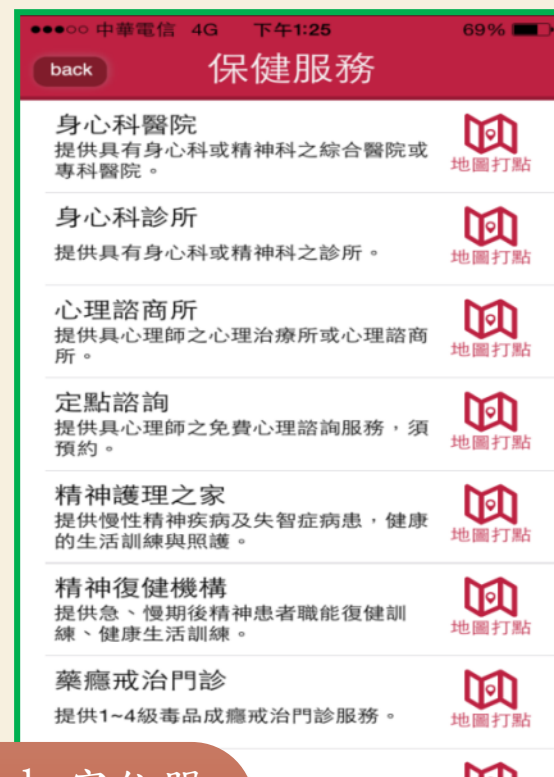 中華電信 4G 下午1:25 69%
back 保健服務
身心科醫院
提供具有身心科或精神科之綜合醫院或
專科醫院。
地圖打點
身心科診所
提供具有身心科或精神科之診所。
地圖打點
心理諮商所
提供具心理師之心理治療所或心理諮商
所。
地圖打點
定點諮詢
提供具心理師之免費心理諮詢服務,須
預約。
地圖打點
精神護理之家
提供慢性精神疾病及失智症病患,健康
的生活訓練與照護。
地圖打點
精神復健機構
提供急、慢期後精神患者職能復健訓
練、健康生活訓練。
地圖打點
藥癮戒治門診
提供1~4級毒品成癮戒治門診服務。
地圖打點